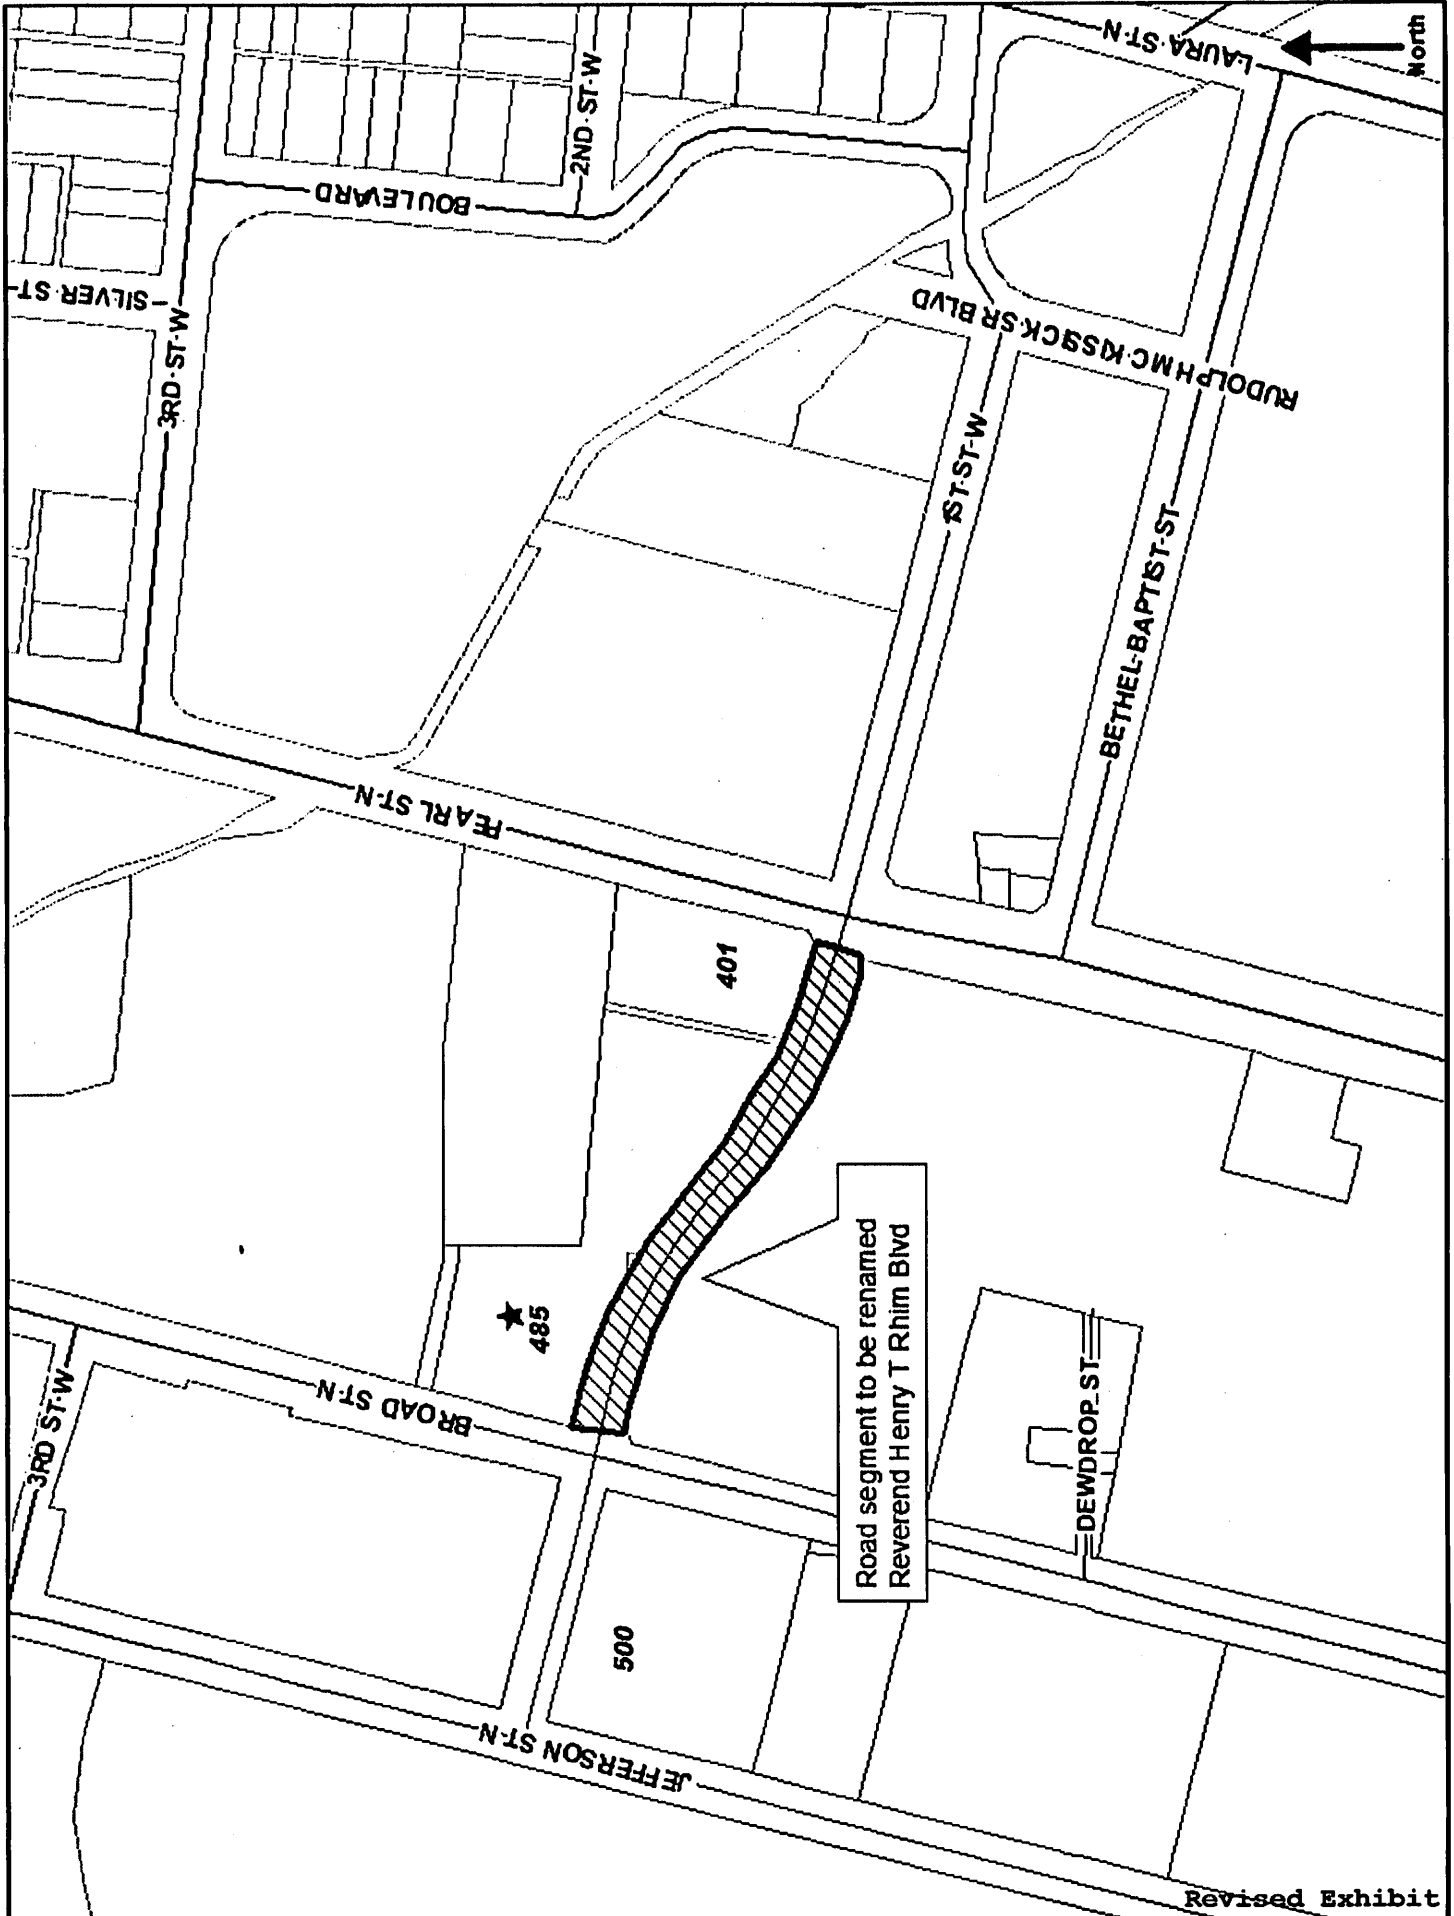 3RD ST-W
BROAD ST-N
JEFFERSON ST-N
PEARL ST-N
3RD-ST-W
SILVER ST
BOULEVARD
2ND-ST-W
LAURA-ST-N
North
485
401
500
1ST-ST-W
RUDOLPH MC-KISSICK-SR BLVD
BETHEL-BAPTIST-ST
DEWDROP ST
Road segment to be renamed
Reverend Henry T Rhim Blvd
Revised Exhibit